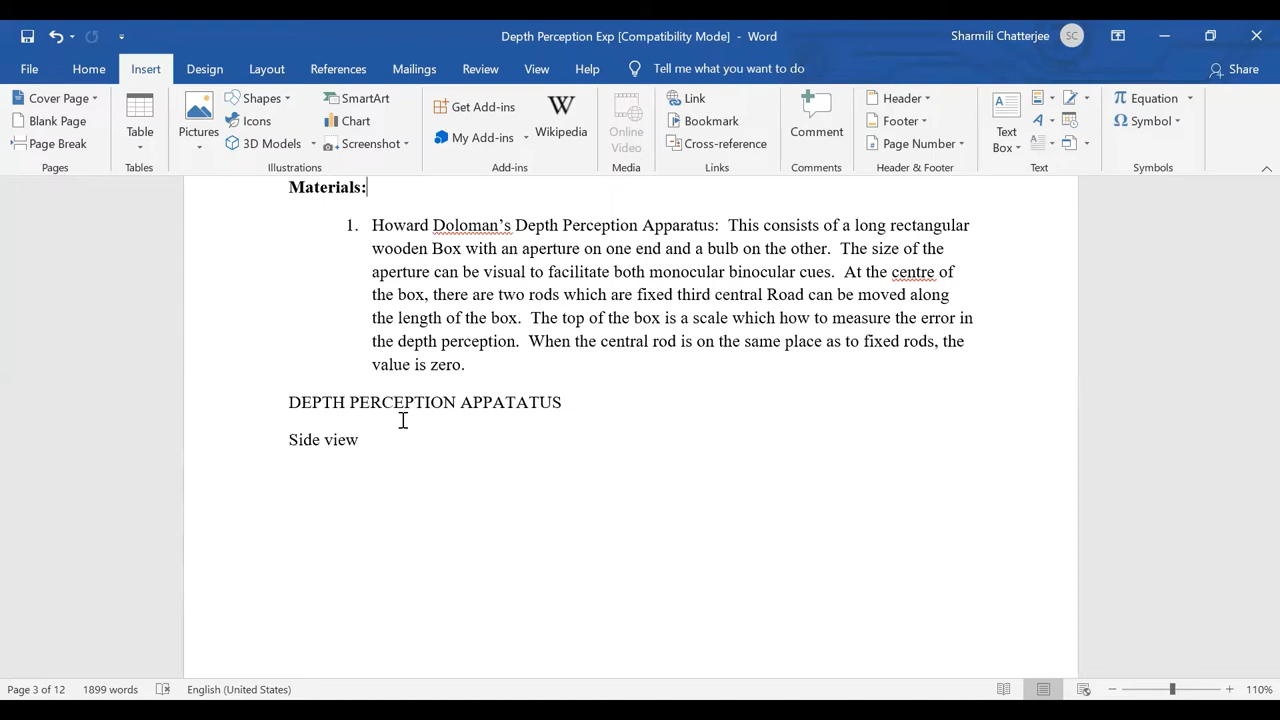 Depth Perception Exp [Compatibility Mode] - Word
Sharmili Chatterjee SC
File Home Insert Design Layout References Mailings Review View Help Tell me what you want to do Share
Cover Page
Blank Page
Page Break
Pages
Table
Tables
Pictures
Shapes
Icons
3D Models
SmartArt
Chart
Screenshot
Illustrations
Get Add-ins
My Add-ins
Wikipedia
Add-ins
Online
Video
Media
Link
Bookmark
Cross-reference
Links
Comment
Comments
Header
Footer
Page Number
Header & Footer
Text
Box
Text
Equation
Symbol
Symbols
Materials:
1. Howard Doloman’s Depth Perception Apparatus: This consists of a long rectangular
wooden Box with an aperture on one end and a bulb on the other. The size of the
aperture can be visual to facilitate both monocular binocular cues. At the centre of
the box, there are two rods which are fixed third central Road can be moved along
the length of the box. The top of the box is a scale which how to measure the error in
the depth perception. When the central rod is on the same place as to fixed rods, the
value is zero.
DEPTH PERCEPTION APPATATUS
Side view
Page 3 of 12 1899 words English (United States) 110%